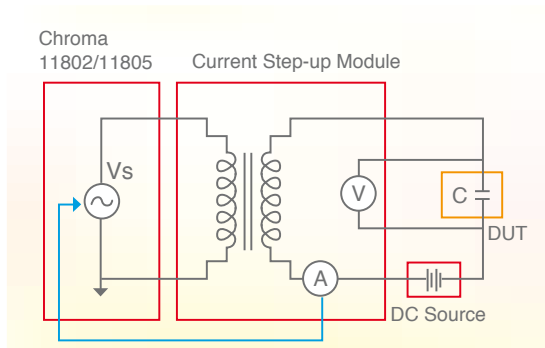 Chroma
11802/11805
Current Step-up Module
Vs
V
C
DUT
A
DC Source